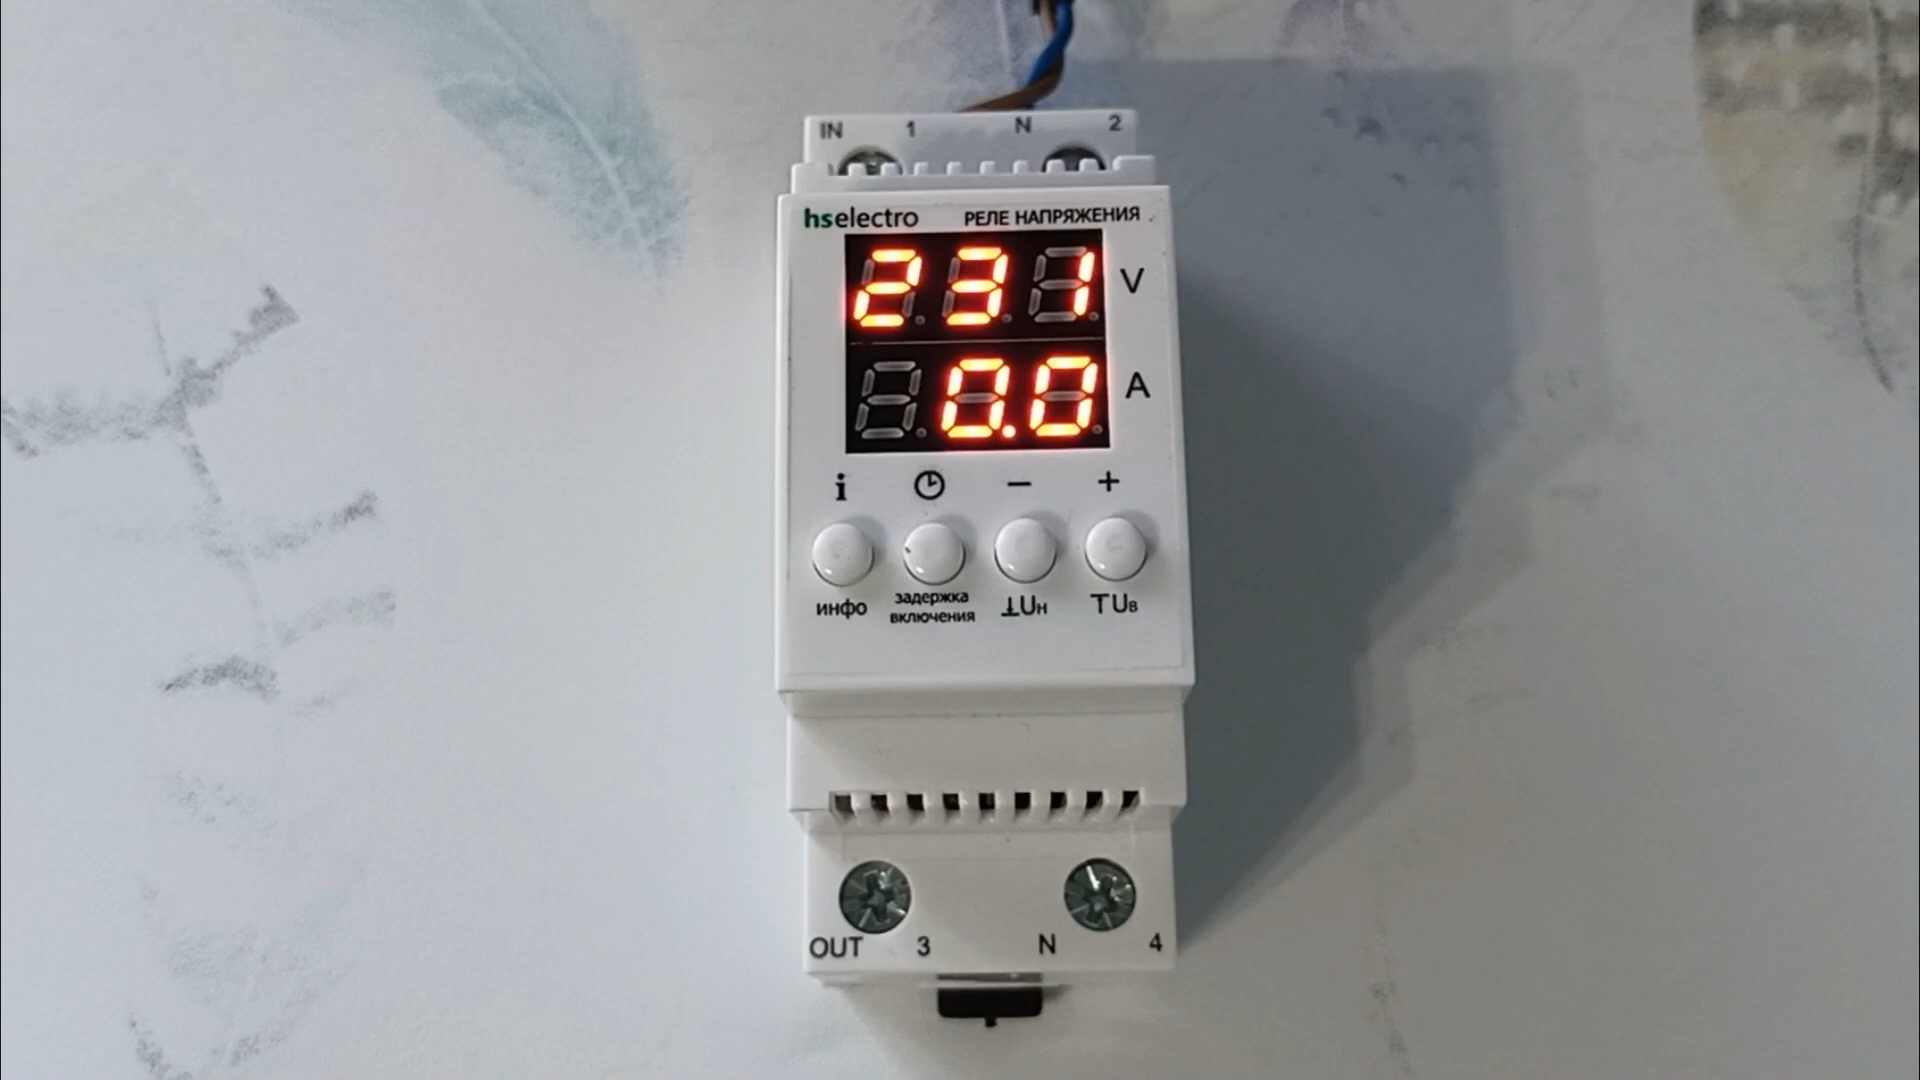 IN 1 N 2
hselectro РЕЛЕ НАПРЯЖЕНИЯ
231 V
0.0 A
i − +
инфо задержка включения ⊥Uн TUв
OUT 3 N 4